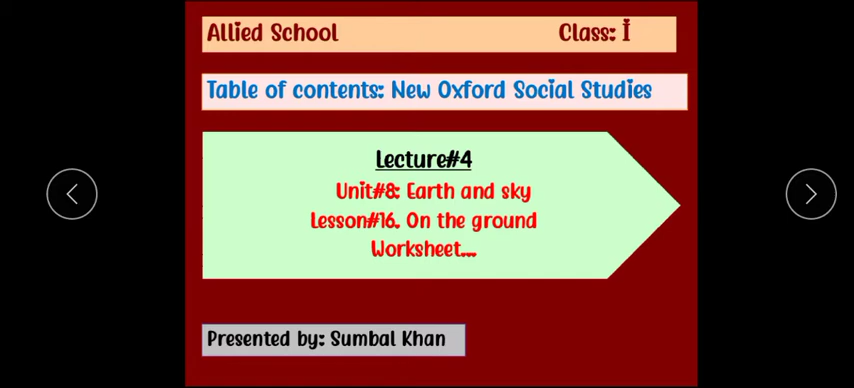 Allied School Class: I
Table of contents: New Oxford Social Studies
Lecture#4
Unit#8: Earth and sky
Lesson#16. On the ground
Worksheet...
Presented by: Sumbal Khan